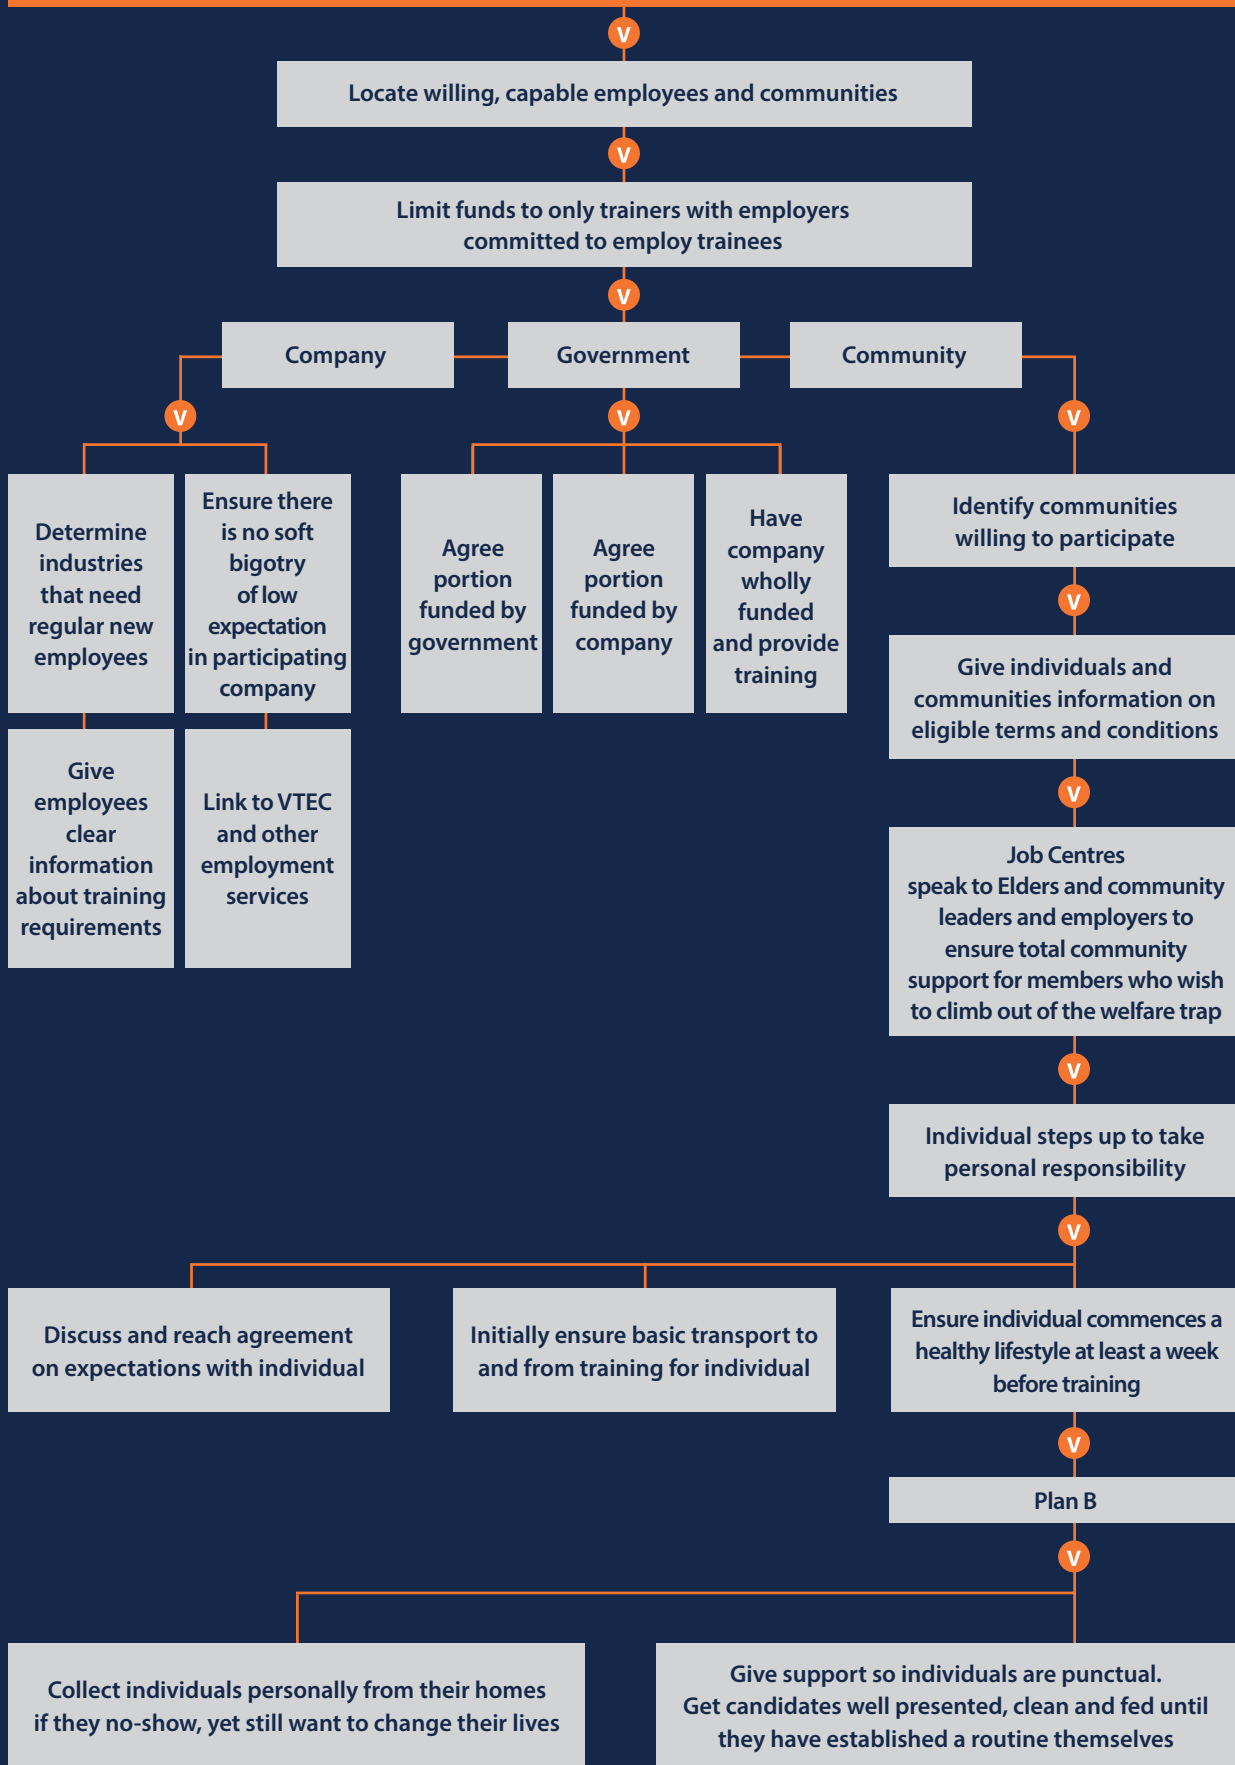 V
Locate willing, capable employees and communities
V
Limit funds to only trainers with employers
committed to employ trainees
V
Company
Government
Community
V
V
V
Determine
industries
that need
regular new
employees
Ensure there
is no soft
bigotry
of low
expectation
in participating
company
Agree
portion
funded by
government
Agree
portion
funded by
company
Have
company
wholly
funded
and provide
training
Identify communities
willing to participate
V
Give individuals and
communities information on
eligible terms and conditions
Give
employees
clear
information
about training
requirements
Link to VTEC
and other
employment
services
V
Job Centres
speak to Elders and community
leaders and employers to
ensure total community
support for members who wish
to climb out of the welfare trap
V
Individual steps up to take
personal responsibility
V
Discuss and reach agreement
on expectations with individual
Initially ensure basic transport to
and from training for individual
Ensure individual commences a
healthy lifestyle at least a week
before training
V
Plan B
V
Collect individuals personally from their homes
if they no-show, yet still want to change their lives
Give support so individuals are punctual.
Get candidates well presented, clean and fed until
they have established a routine themselves